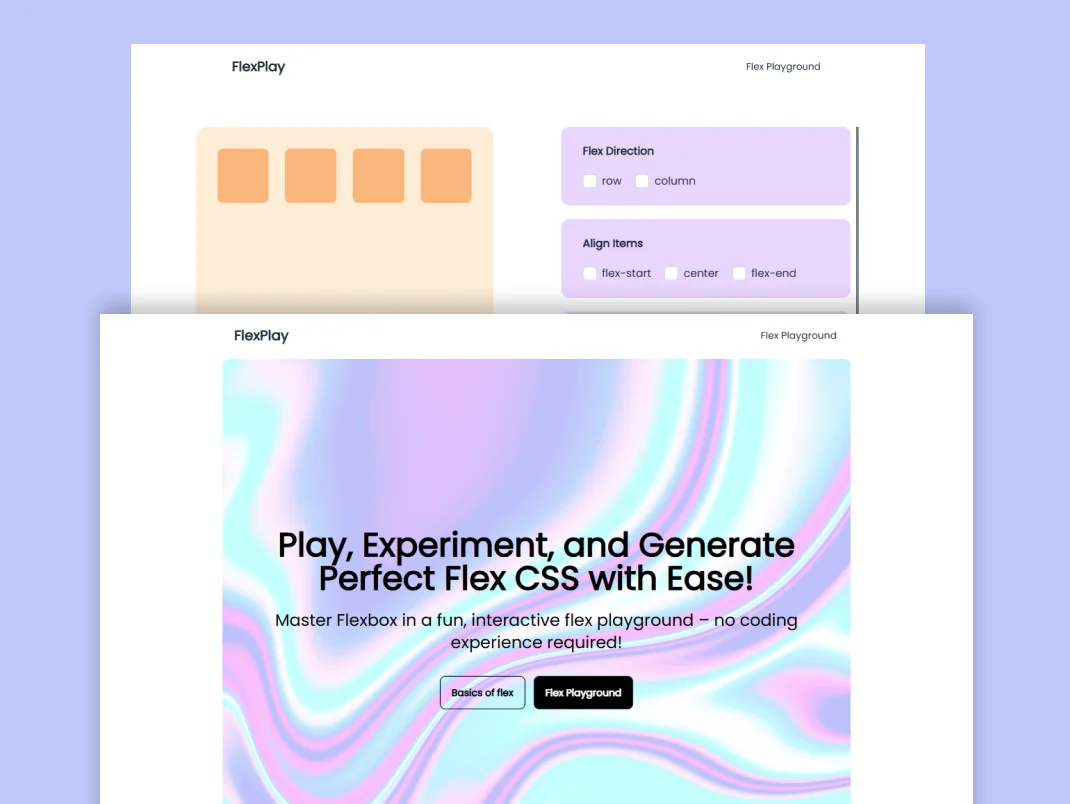 FlexPlay
Flex Playground
Flex Direction
row
column
Align Items
flex-start
center
flex-end
FlexPlay
Flex Playground
Play, Experiment, and Generate
Perfect Flex CSS with Ease!
Master Flexbox in a fun, interactive flex playground – no coding
experience required!
Basics of flex
Flex Playground